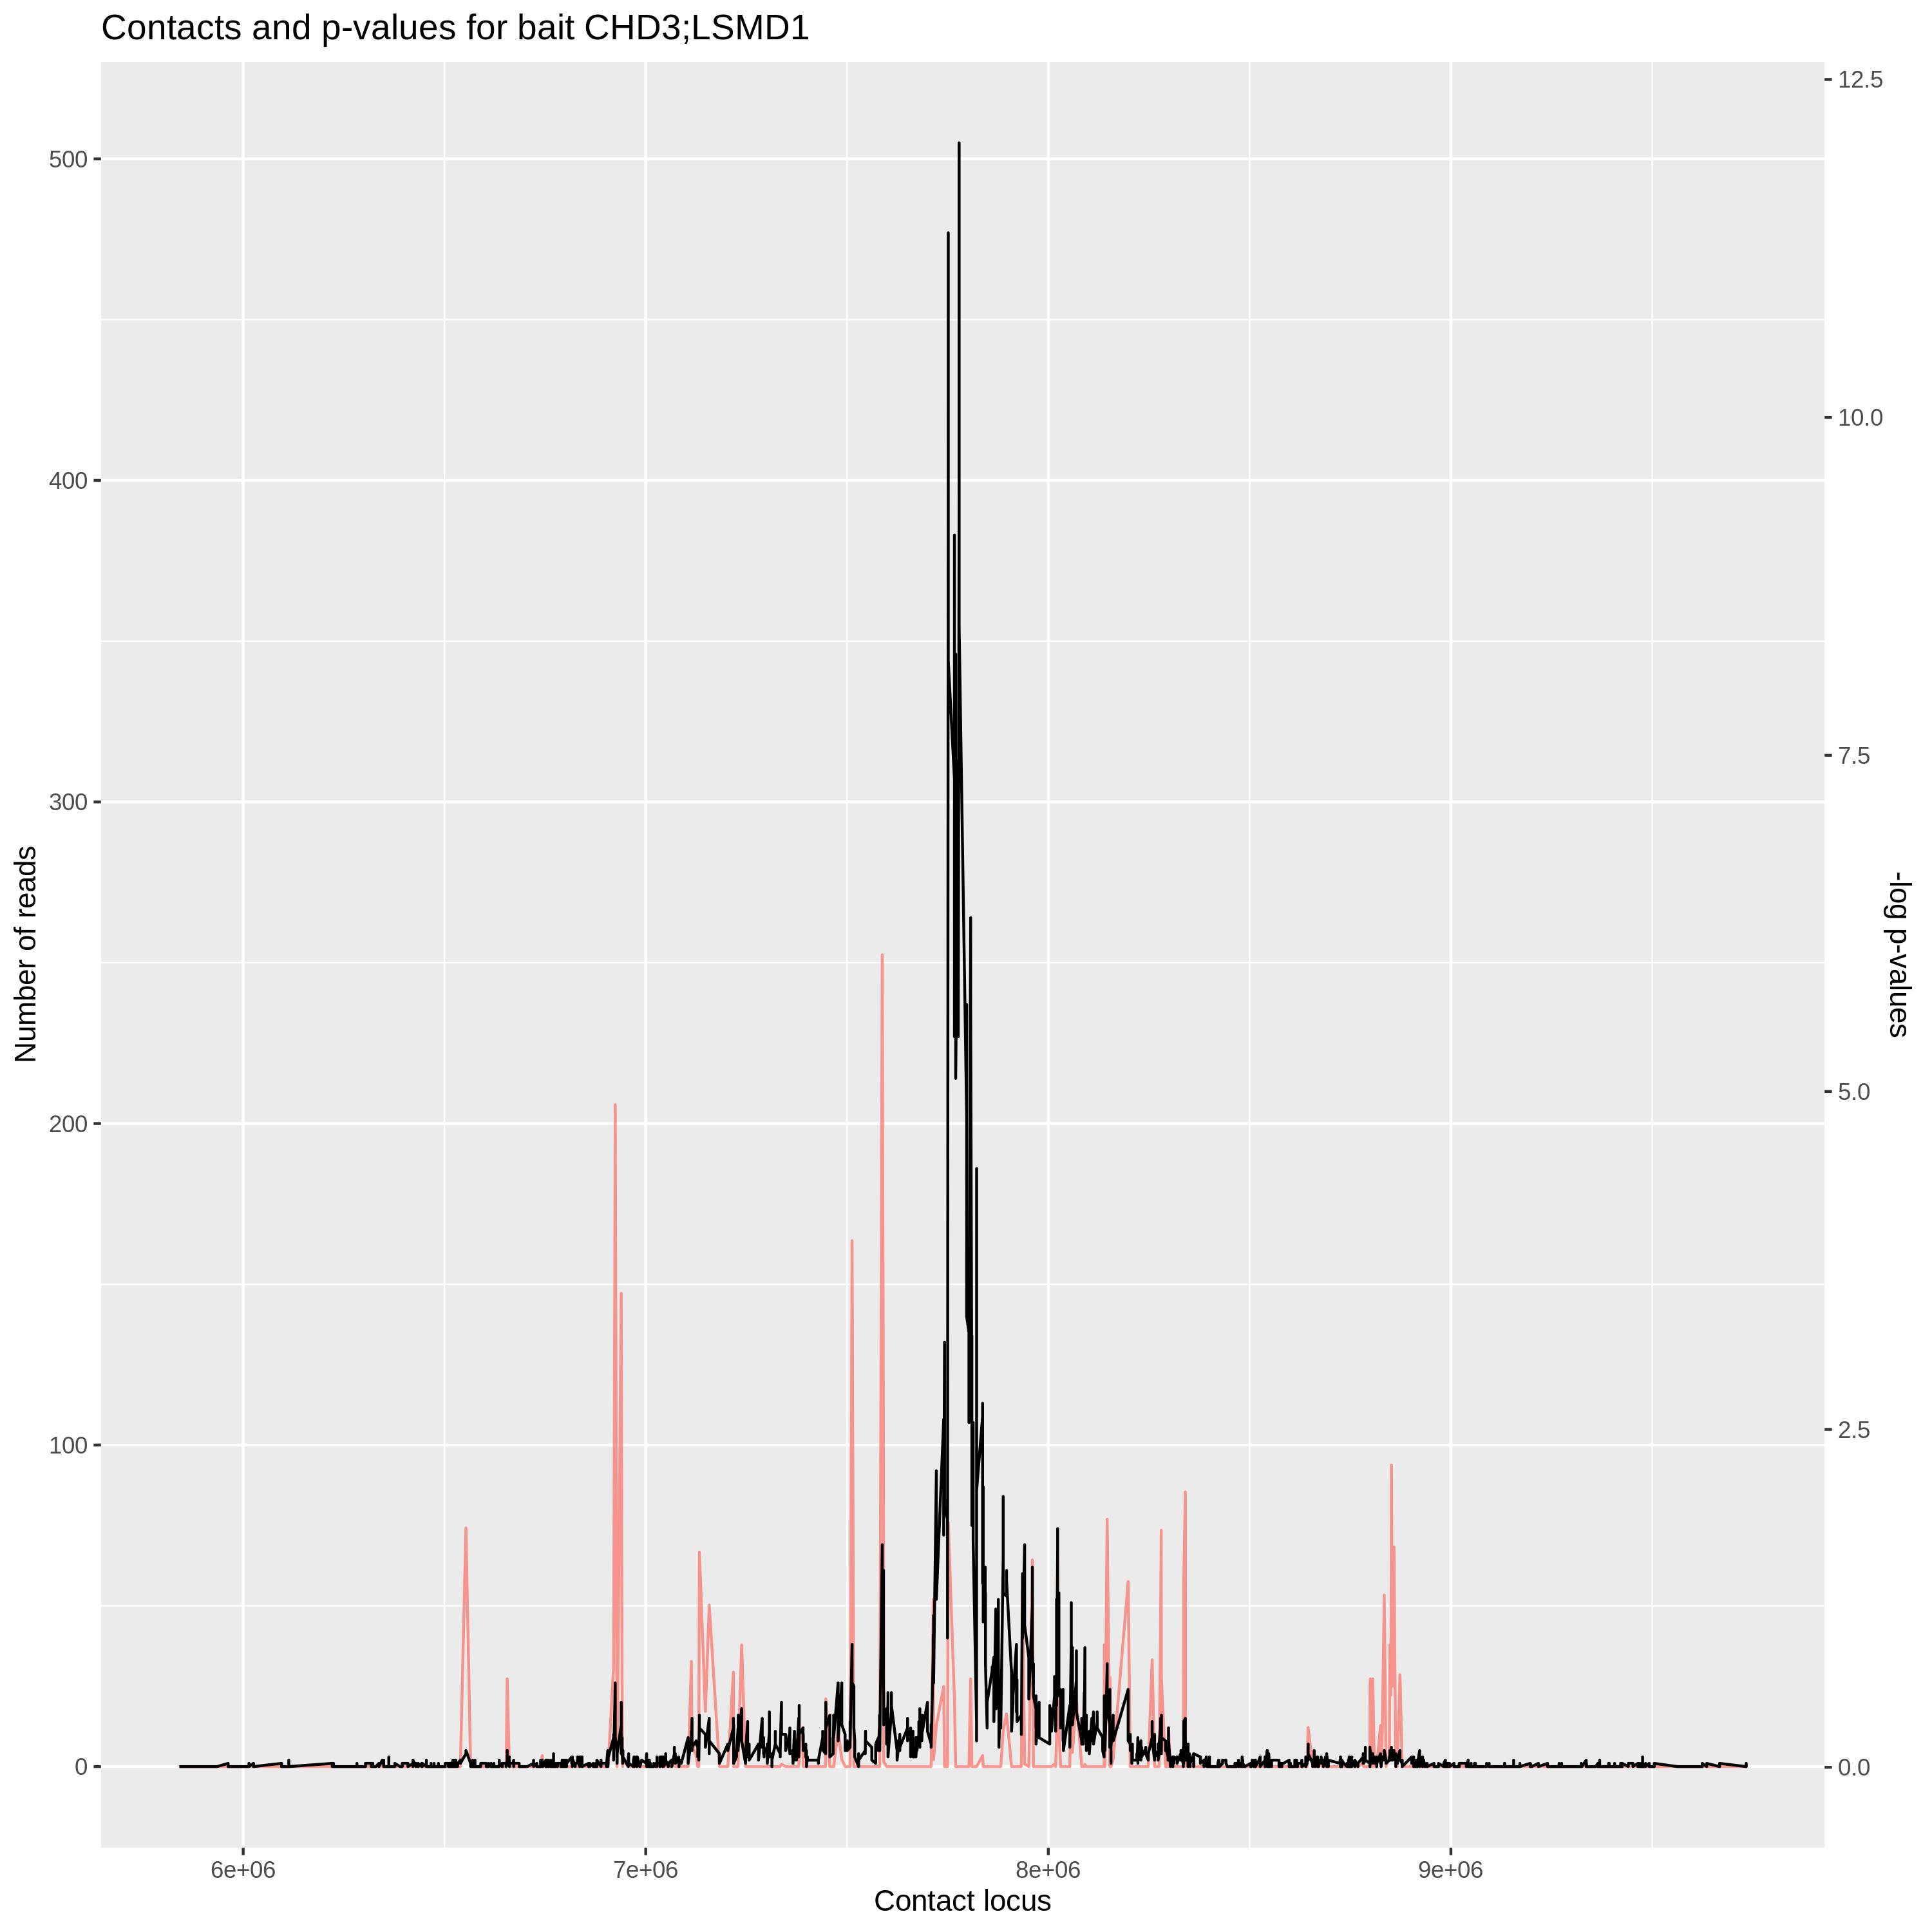 Contacts and p-values for bait CHD3;LSMD1
12.5
500
10.0
400
7.5
300
Number of reads
-log p-values
5.0
200
2.5
100
0
0.0
6e+06 7e+06 8e+06 9e+06
Contact locus